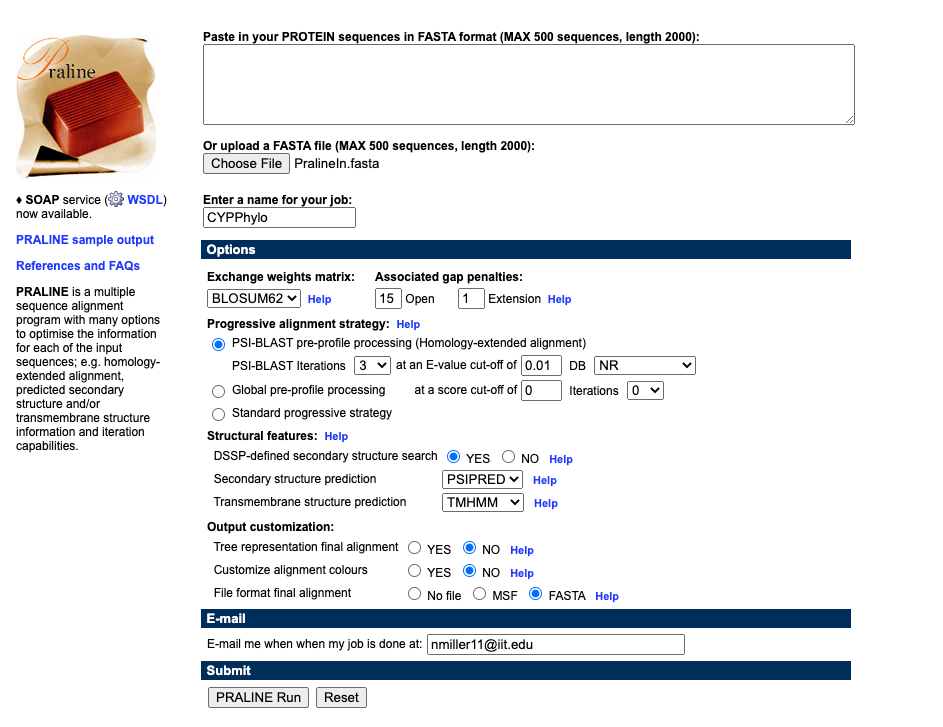 Praline
♦ SOAP service (WSDL)
now available.
PRALINE sample output
References and FAQs
PRALINE is a multiple
sequence alignment
program with many options
to optimise the information
for each of the input
sequences; e.g. homology-
extended alignment,
predicted secondary
structure and/or
transmembrane structure
information and iteration
capabilities.
Paste in your PROTEIN sequences in FASTA format (MAX 500 sequences, length 2000):
Or upload a FASTA file (MAX 500 sequences, length 2000):
Choose File PralineIn.fasta
Enter a name for your job:
CYPPhylo
Options
Exchange weights matrix: Associated gap penalties:
BLOSUM62 Help 15 Open 1 Extension Help
Progressive alignment strategy: Help
PSI-BLAST pre-profile processing (Homology-extended alignment)
PSI-BLAST Iterations 3 at an E-value cut-off of 0.01 DB NR
Global pre-profile processing at a score cut-off of 0 Iterations 0
Standard progressive strategy
Structural features: Help
DSSP-defined secondary structure search YES NO Help
Secondary structure prediction PSIPRED Help
Transmembrane structure prediction TMHMM Help
Output customization:
Tree representation final alignment YES NO Help
Customize alignment colours YES NO Help
File format final alignment No file MSF FASTA Help
E-mail
E-mail me when when my job is done at: nmiller11@iit.edu
Submit
PRALINE Run Reset